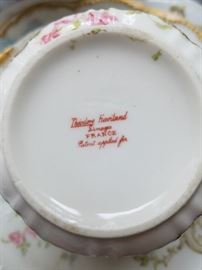 Theodore Haviland
Limoges
FRANCE
Patent applied for